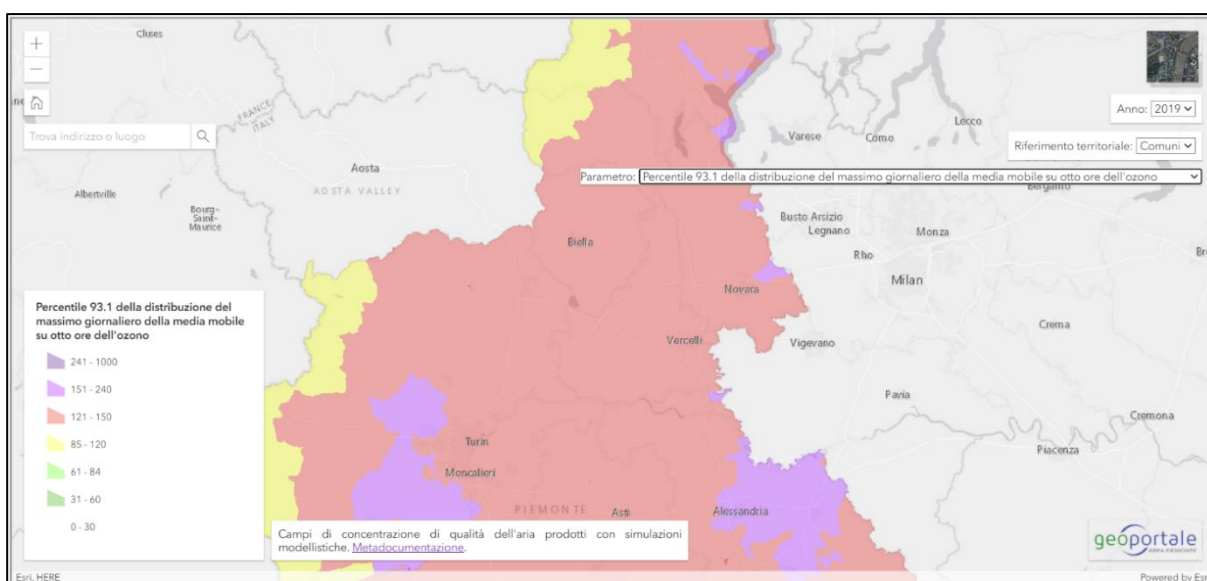 +
−
Cluses
FRANCE
ITALY
Trova indirizzo o luogo
Aosta
AOSTA VALLEY
Albertville
Bourg-
Saint-
Maurice
Varese
Como
Lecco
Anno: 2019
Riferimento territoriale: Comuni
Parametro: Percentile 93.1 della distribuzione del massimo giornaliero della media mobile su otto ore dell'ozono
Bergamo
Busto Arsizio
Legnano
Monza
Rho
Milan
Biella
Novara
Vercelli
Vigevano
Crema
Pavia
Cremona
Piacenza
Turin
Moncalieri
PIEMONTE
Asti
Alessandria
Percentile 93.1 della distribuzione del
massimo giornaliero della media mobile
su otto ore dell'ozono
241 - 1000
151 - 240
121 - 150
85 - 120
61 - 84
31 - 60
0 - 30
Campi di concentrazione di qualità dell'aria prodotti con simulazioni
modellistiche. Metadocumentazione.
geoportale
ARPA PIEMONTE
Esri, HERE
Powered by Esri